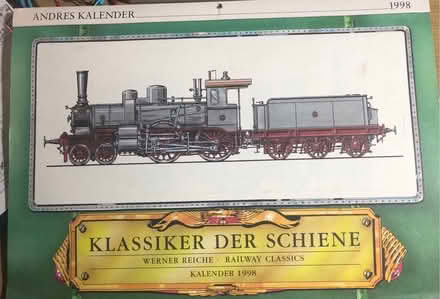 ANDRES KALENDER
1998
KLASSIKER DER SCHIENE
WERNER REICHE · RAILWAY CLASSICS
KALENDER 1998